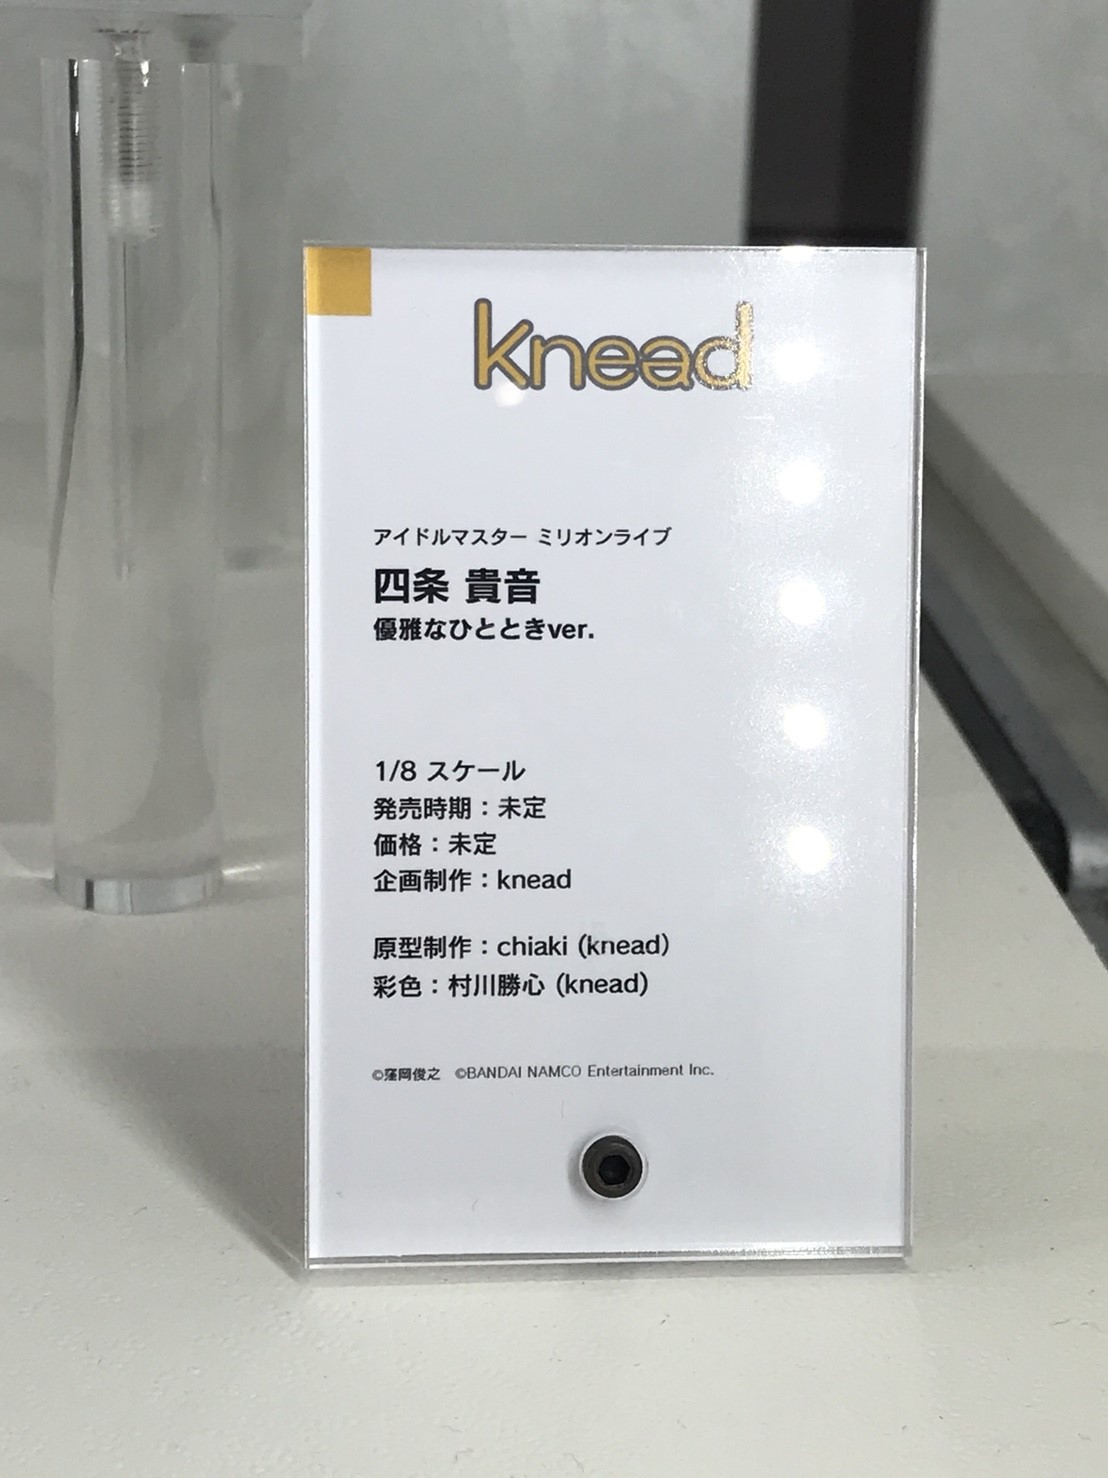 knead
アイドルマスター ミリオンライブ
四条 貴音
優雅なひとときver.
1/8 スケール
発売時期：未定
価格：未定
企画制作：knead
原型制作：chiaki (knead)
彩色：村川勝心 (knead)
©窪岡俊之 ©BANDAI NAMCO Entertainment Inc.